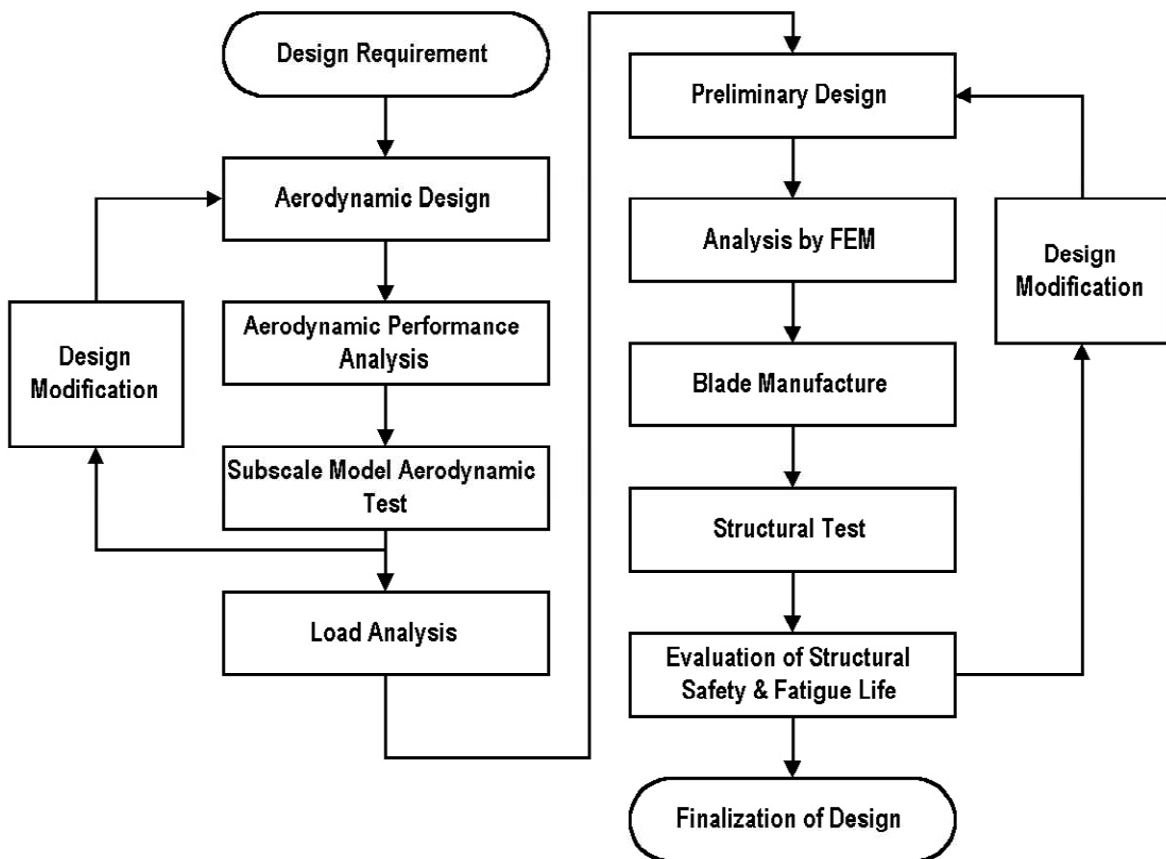 Design Requirement
Aerodynamic Design
Aerodynamic Performance
Analysis
Design
Modification
Subscale Model Aerodynamic
Test
Load Analysis
Preliminary Design
Analysis by FEM
Design
Modification
Blade Manufacture
Structural Test
Evaluation of Structural
Safety & Fatigue Life
Finalization of Design